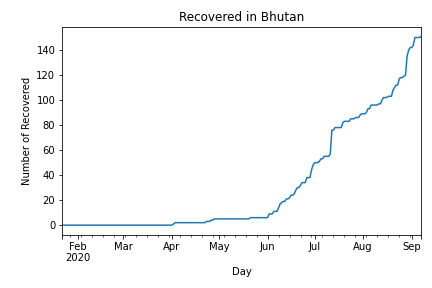 Recovered in Bhutan
Number of Recovered
140
120
100
80
60
40
20
0
Feb Mar Apr May Jun Jul Aug Sep
2020
Day